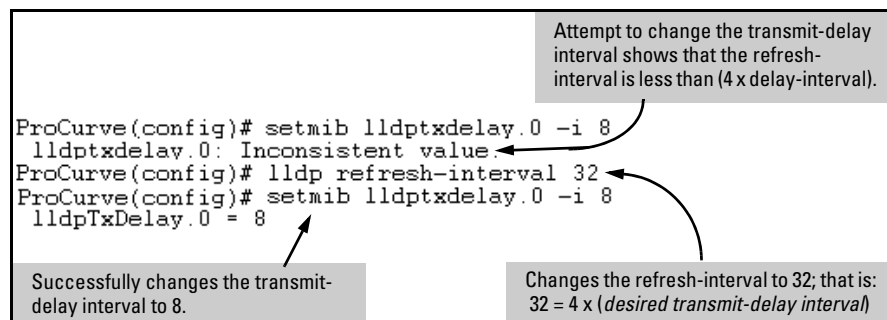 Attempt to change the transmit-delay
interval shows that the refresh-
interval is less than (4 x delay-interval).
ProCurve(config)# setmib lldptxdelay.0 -i 8
lldptxdelay.0: Inconsistent value.
ProCurve(config)# lldp refresh-interval 32
ProCurve(config)# setmib lldptxdelay.0 -i 8
lldpTxDelay.0 = 8
Successfully changes the transmit-
delay interval to 8.
Changes the refresh-interval to 32; that is:
32 = 4 x (desired transmit-delay interval)